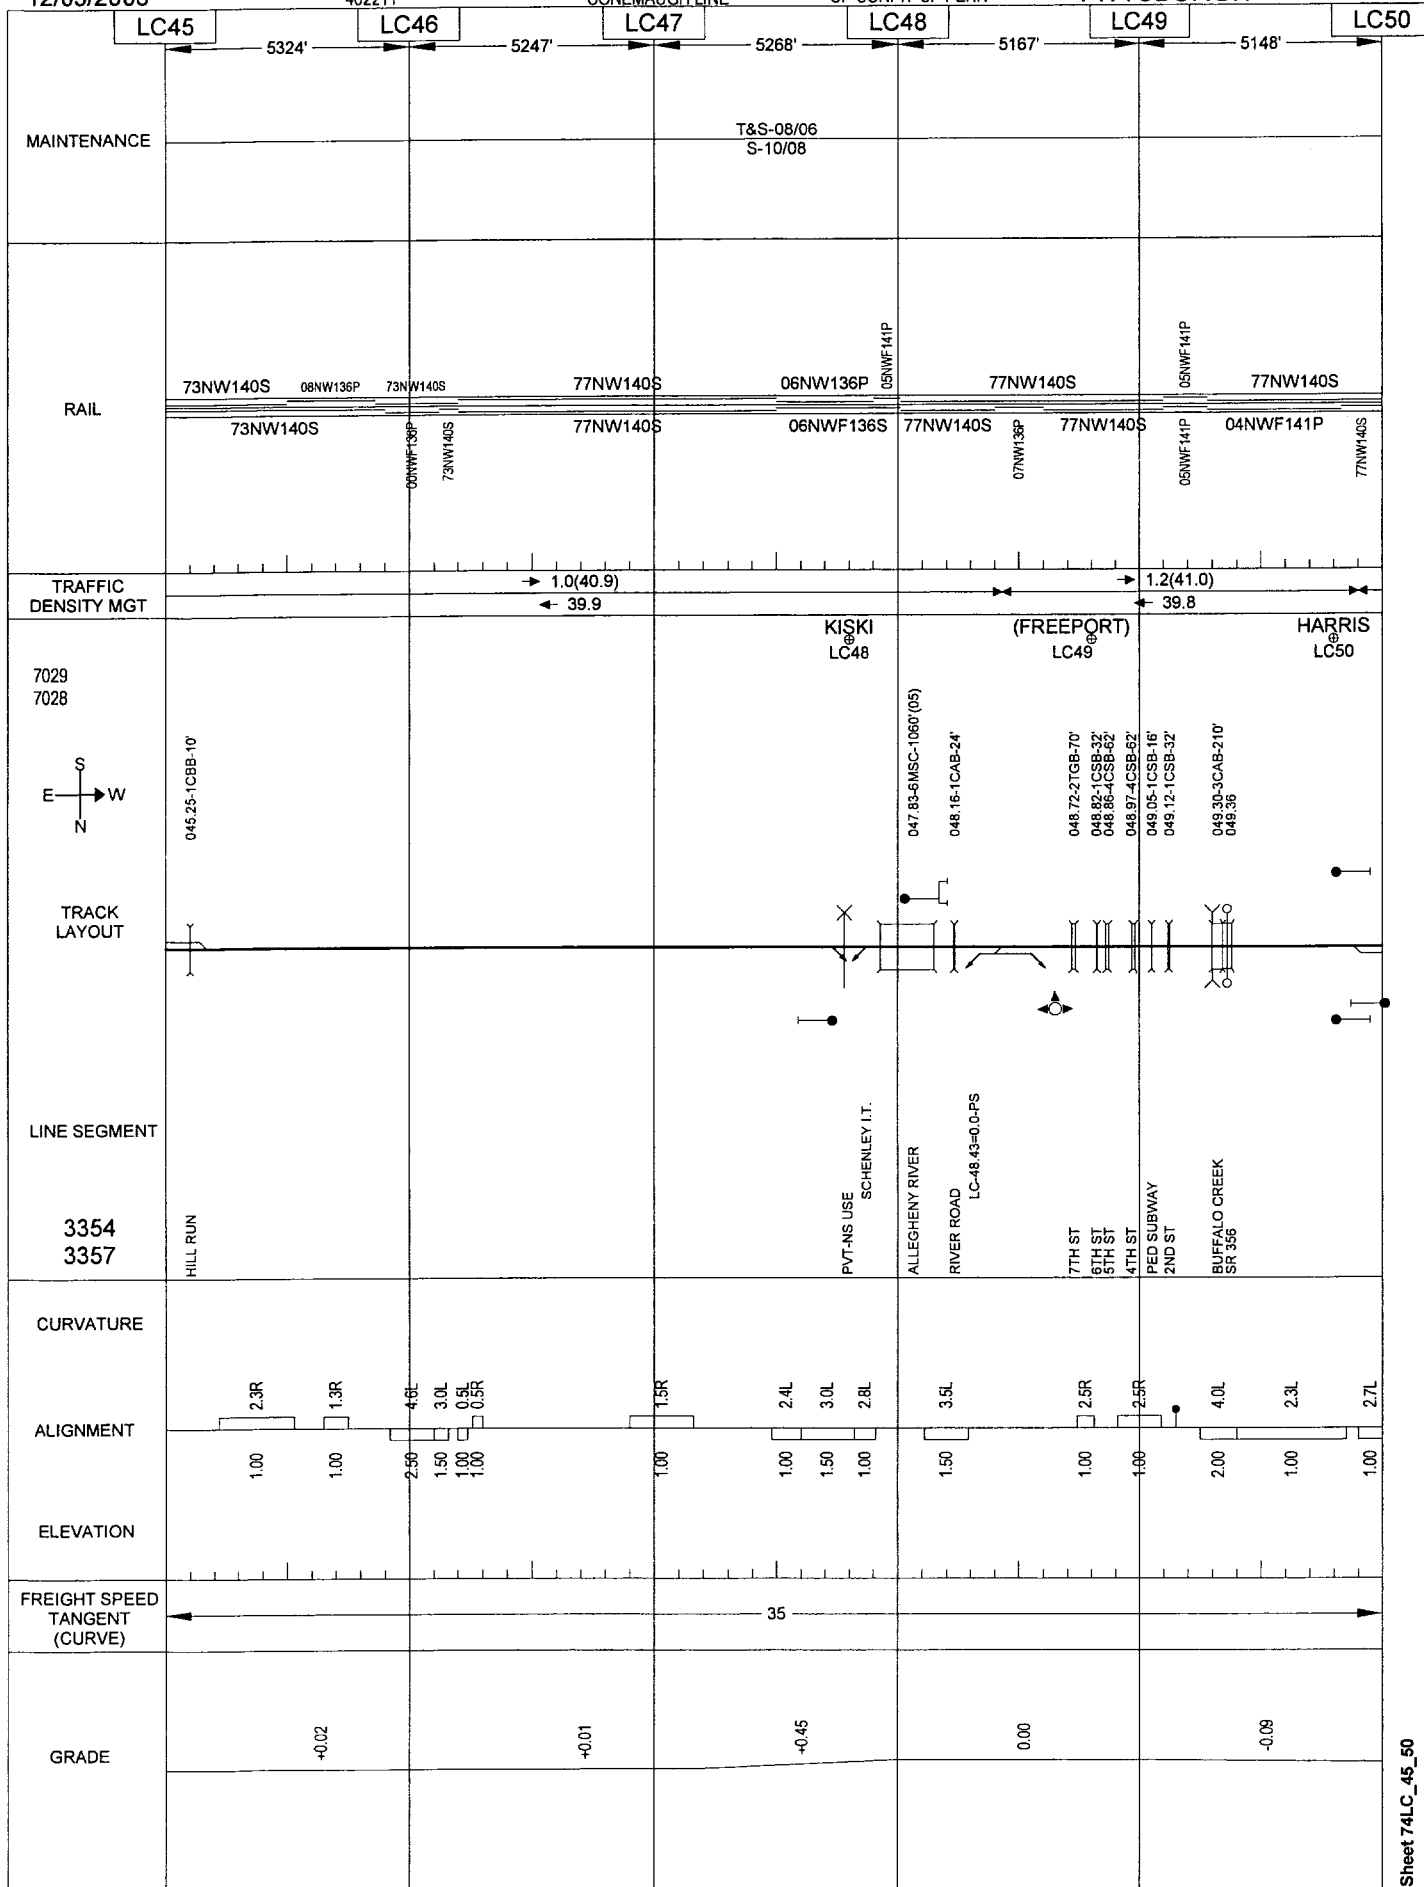 LC45 LC46 LC47 LC48 LC49 LC50
5324' 5247' 5268' 5167' 5148'
MAINTENANCE
T&S-08/06
S-10/08
RAIL
05NWF141P 05NWF141P
73NW140S 08NW136P 73NW140S 77NW140S 06NW136P 77NW140S 77NW140S
73NW140S 77NW140S 06NWF136S 77NW140S 77NW140S 04NWF141P
00NWF136P 73NW140S 07NW136P 05NWF141P 77NW140S
TRAFFIC
DENSITY MGT
1.0(40.9) 1.2(41.0)
39.9 39.8
KISKI (FREEPORT) HARRIS
LC48 LC49 LC50
7029
7028
S
E W
N
045.25-1CBB-10'
047.83-6MSC-1060'(05)
048.16-1CAB-24'
048.72-2TGB-70'
048.82-1CSB-32'
048.86-4CSB-62'
048.97-4CSB-62'
049.05-1CSB-16'
049.12-1CSB-32'
049.30-3CAB-210'
049.36
TRACK
LAYOUT
LINE SEGMENT
3354
3357
HILL RUN
PVT-NS USE
SCHENLEY I.T.
ALLEGHENY RIVER
RIVER ROAD
LC-48.43=0.0-PS
7TH ST
6TH ST
5TH ST
4TH ST
PED SUBWAY
2ND ST
BUFFALO CREEK
SR 356
CURVATURE
2.3R 1.3R 4.6L 3.0L 0.5L 0.5R 1.5R 2.4L 3.0L 2.8L 3.5L 2.5R 2.5R 4.0L 2.3L 2.7L
ALIGNMENT
1.00 1.00 2.50 1.50 1.00 1.00 1.00 1.00 1.50 1.00 1.50 1.00 1.00 2.00 1.00 1.00
ELEVATION
FREIGHT SPEED
TANGENT
(CURVE)
35
GRADE
+0.02 +0.01 +0.45 0.00 -0.09
Sheet 74LC_45_50